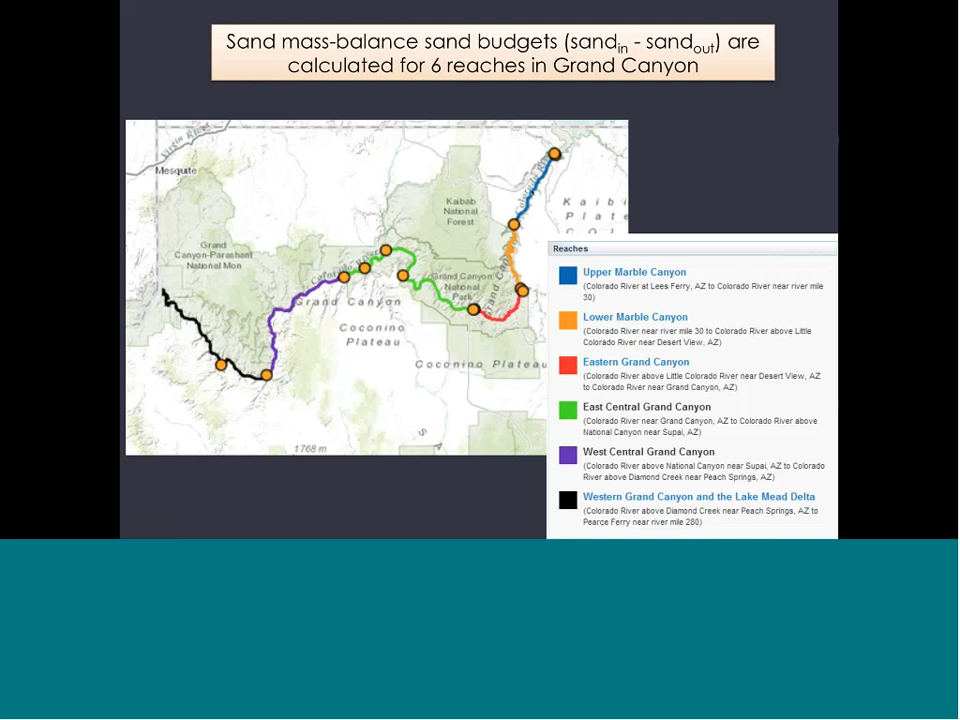 Sand mass-balance sand budgets (sandin - sandout) are
calculated for 6 reaches in Grand Canyon
Virgin River
Mesquite
Colorado River
Kaibab
National
Forest
Kaibi
Plate
Grand
Canyon-Parashant
National Mon
Colorado River
Grand Canyon
National
Park
Grand Canyon
Coconino
Plateau
Coconino Plateau
1768 m
Reaches
Upper Marble Canyon
(Colorado River at Lees Ferry, AZ to Colorado River near river mile
30)
Lower Marble Canyon
(Colorado River near river mile 30 to Colorado River above Little
Colorado River near Desert View, AZ)
Eastern Grand Canyon
(Colorado River above Little Colorado River near Desert View, AZ
to Colorado River near Grand Canyon, AZ)
East Central Grand Canyon
(Colorado River near Grand Canyon, AZ to Colorado River above
National Canyon near Supai, AZ)
West Central Grand Canyon
(Colorado River above National Canyon near Supai, AZ to Colorado
River above Diamond Creek near Peach Springs, AZ)
Western Grand Canyon and the Lake Mead Delta
(Colorado River above Diamond Creek near Peach Springs, AZ to
Pearce Ferry near river mile 280)